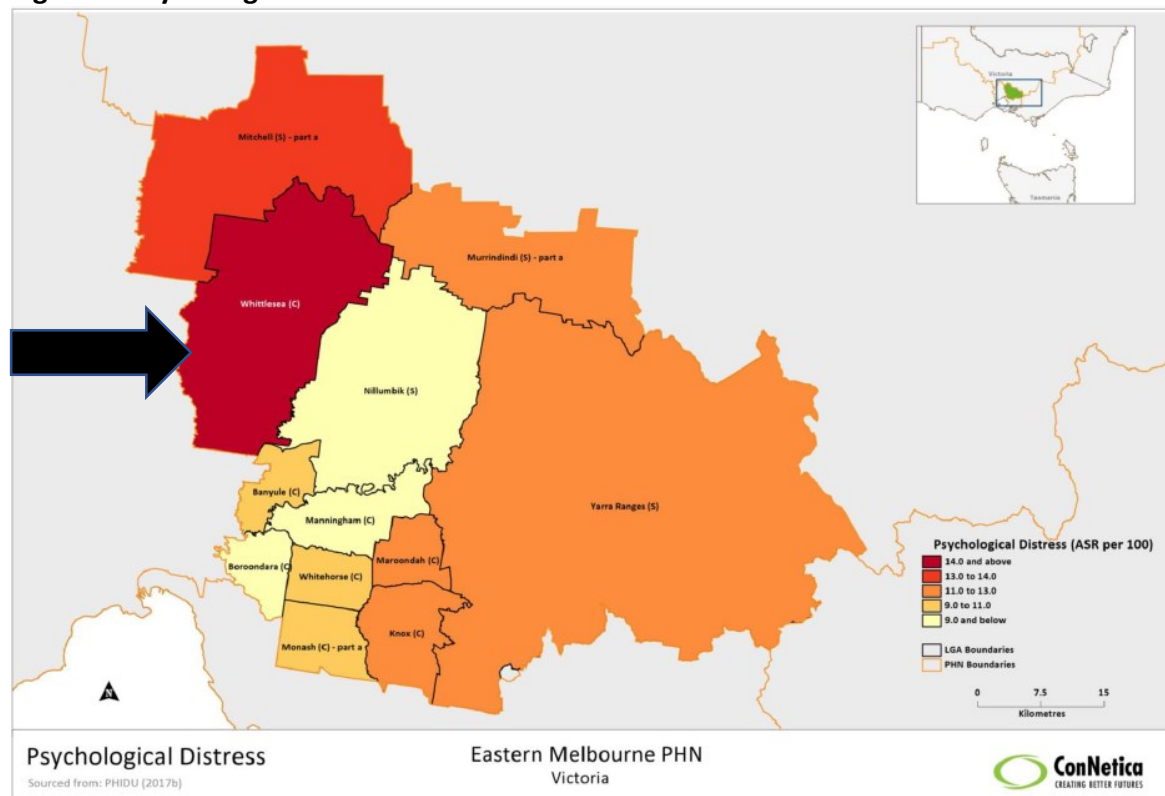 Victoria
Tasmania
Mitchell (S) - part a
Murrindindi (S) - part a
Whittlesea (C)
Nillumbik (S)
Banyule (C)
Yarra Ranges (S)
Manningham (C)
Maroondah (C)
Boroondara (C)
Whitehorse (C)
Knox (C)
Monash (C) - part a
Psychological Distress (ASR per 100)
14.0 and above
13.0 to 14.0
11.0 to 13.0
9.0 to 11.0
9.0 and below
LGA Boundaries
PHN Boundaries
0 7.5 15
Kilometres
N
Psychological Distress
Sourced from: PHIDU (2017b)
Eastern Melbourne PHN
Victoria
ConNetica
CREATING BETTER FUTURES